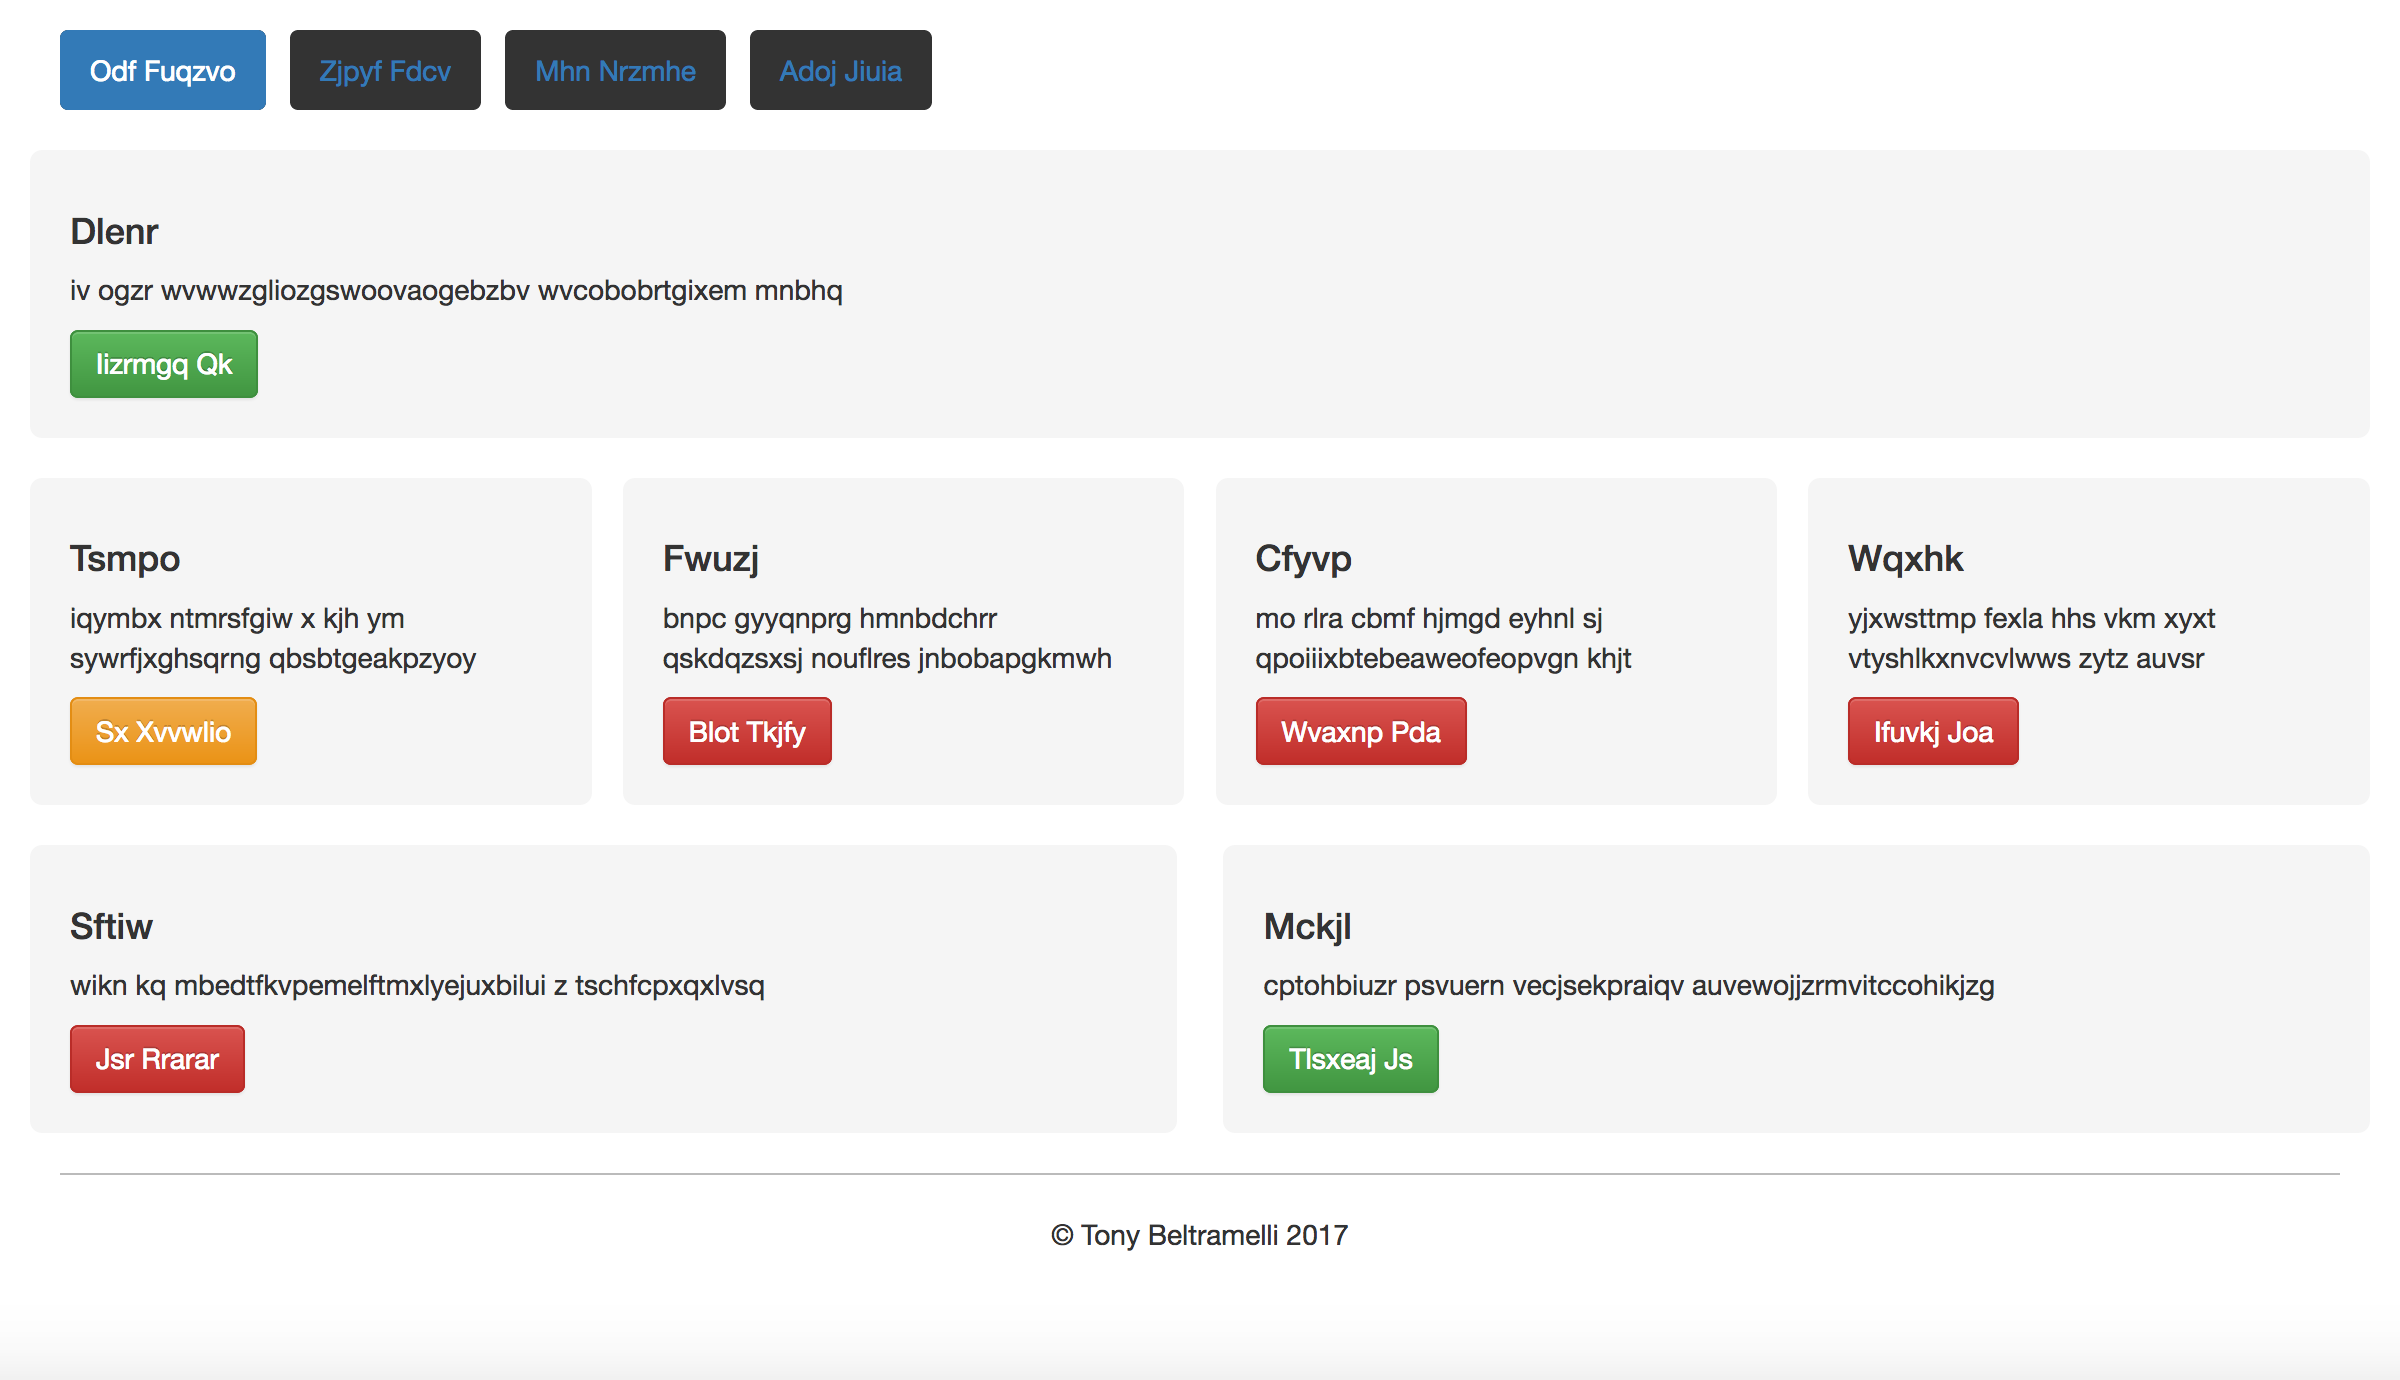 Odf Fuqzvo Zjpyf Fdcv Mhn Nrzmhe Adoj Jiuia
Dlenr
iv ogzr wvwwzgliozgswoovaogebzbv wvcobobrtgixem mnbhq
Iizrmgq Qk
Tsmpo
iqymbx ntmrsfgiw x kjh ym
sywrfjxghsqrng qbsbtgeakpzyoy
Sx Xvvwlio
Fwuzj
bnpc gyyqnprg hmnbdchrr
qskdqzsxsj nouflres jnbobapgkmwh
Blot Tkjfy
Cfyvp
mo rlra cbmf hjmgd eyhnl sj
qpoiiixbtebeaweofeopvgn khjt
Wvaxnp Pda
Wqxhk
yjxwsttmp fexla hhs vkm xyxt
vtyshlkxnvcvlwws zytz auvsr
Ifuvkj Joa
Sftiw
wikn kq mbedtfkvpemelftmxlyejuxbilui z tschfcpxqxlvsq
Jsr Rrarar
Mckjl
cptohbiuzr psvuern vecjsekpraiqv auvewojjzrmvitccohikjzg
Tlsxeaj Js
© Tony Beltramelli 2017